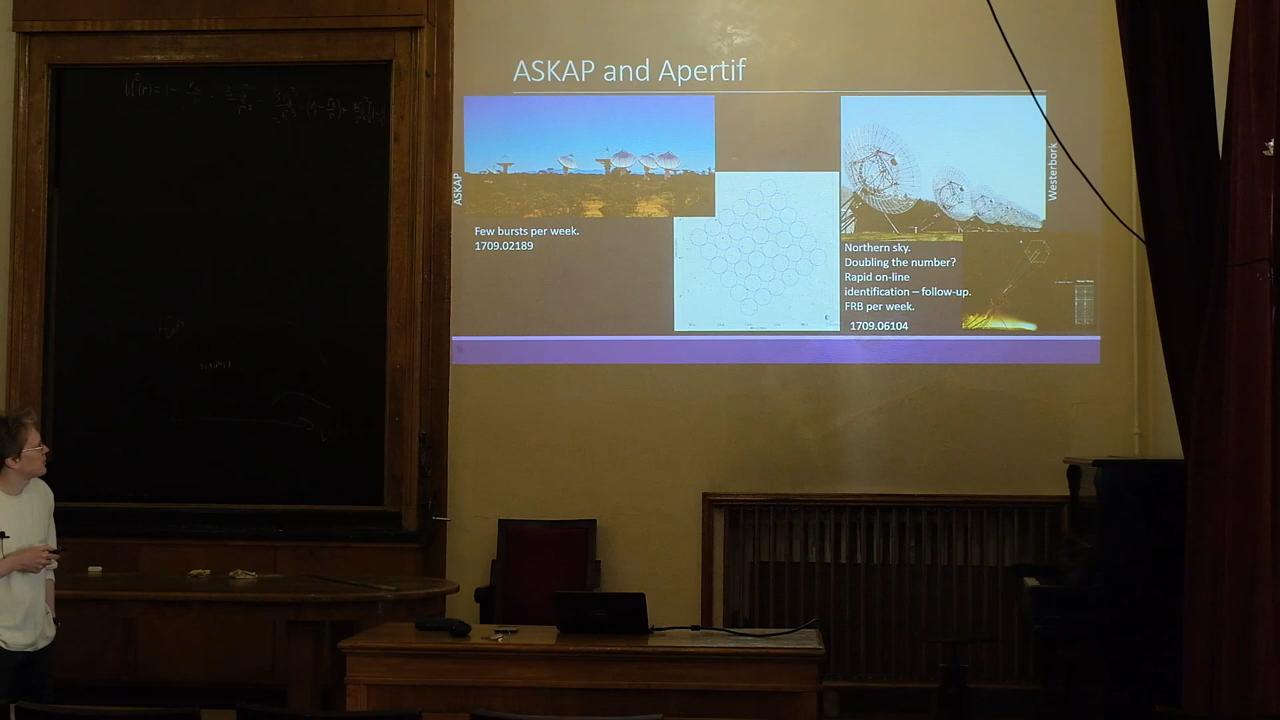 ASKAP and Apertif
ASKAP
Few bursts per week.
1709.02189
Westerbork
Northern sky.
Doubling the number?
Rapid on-line
identification – follow-up.
FRB per week.
1709.06104